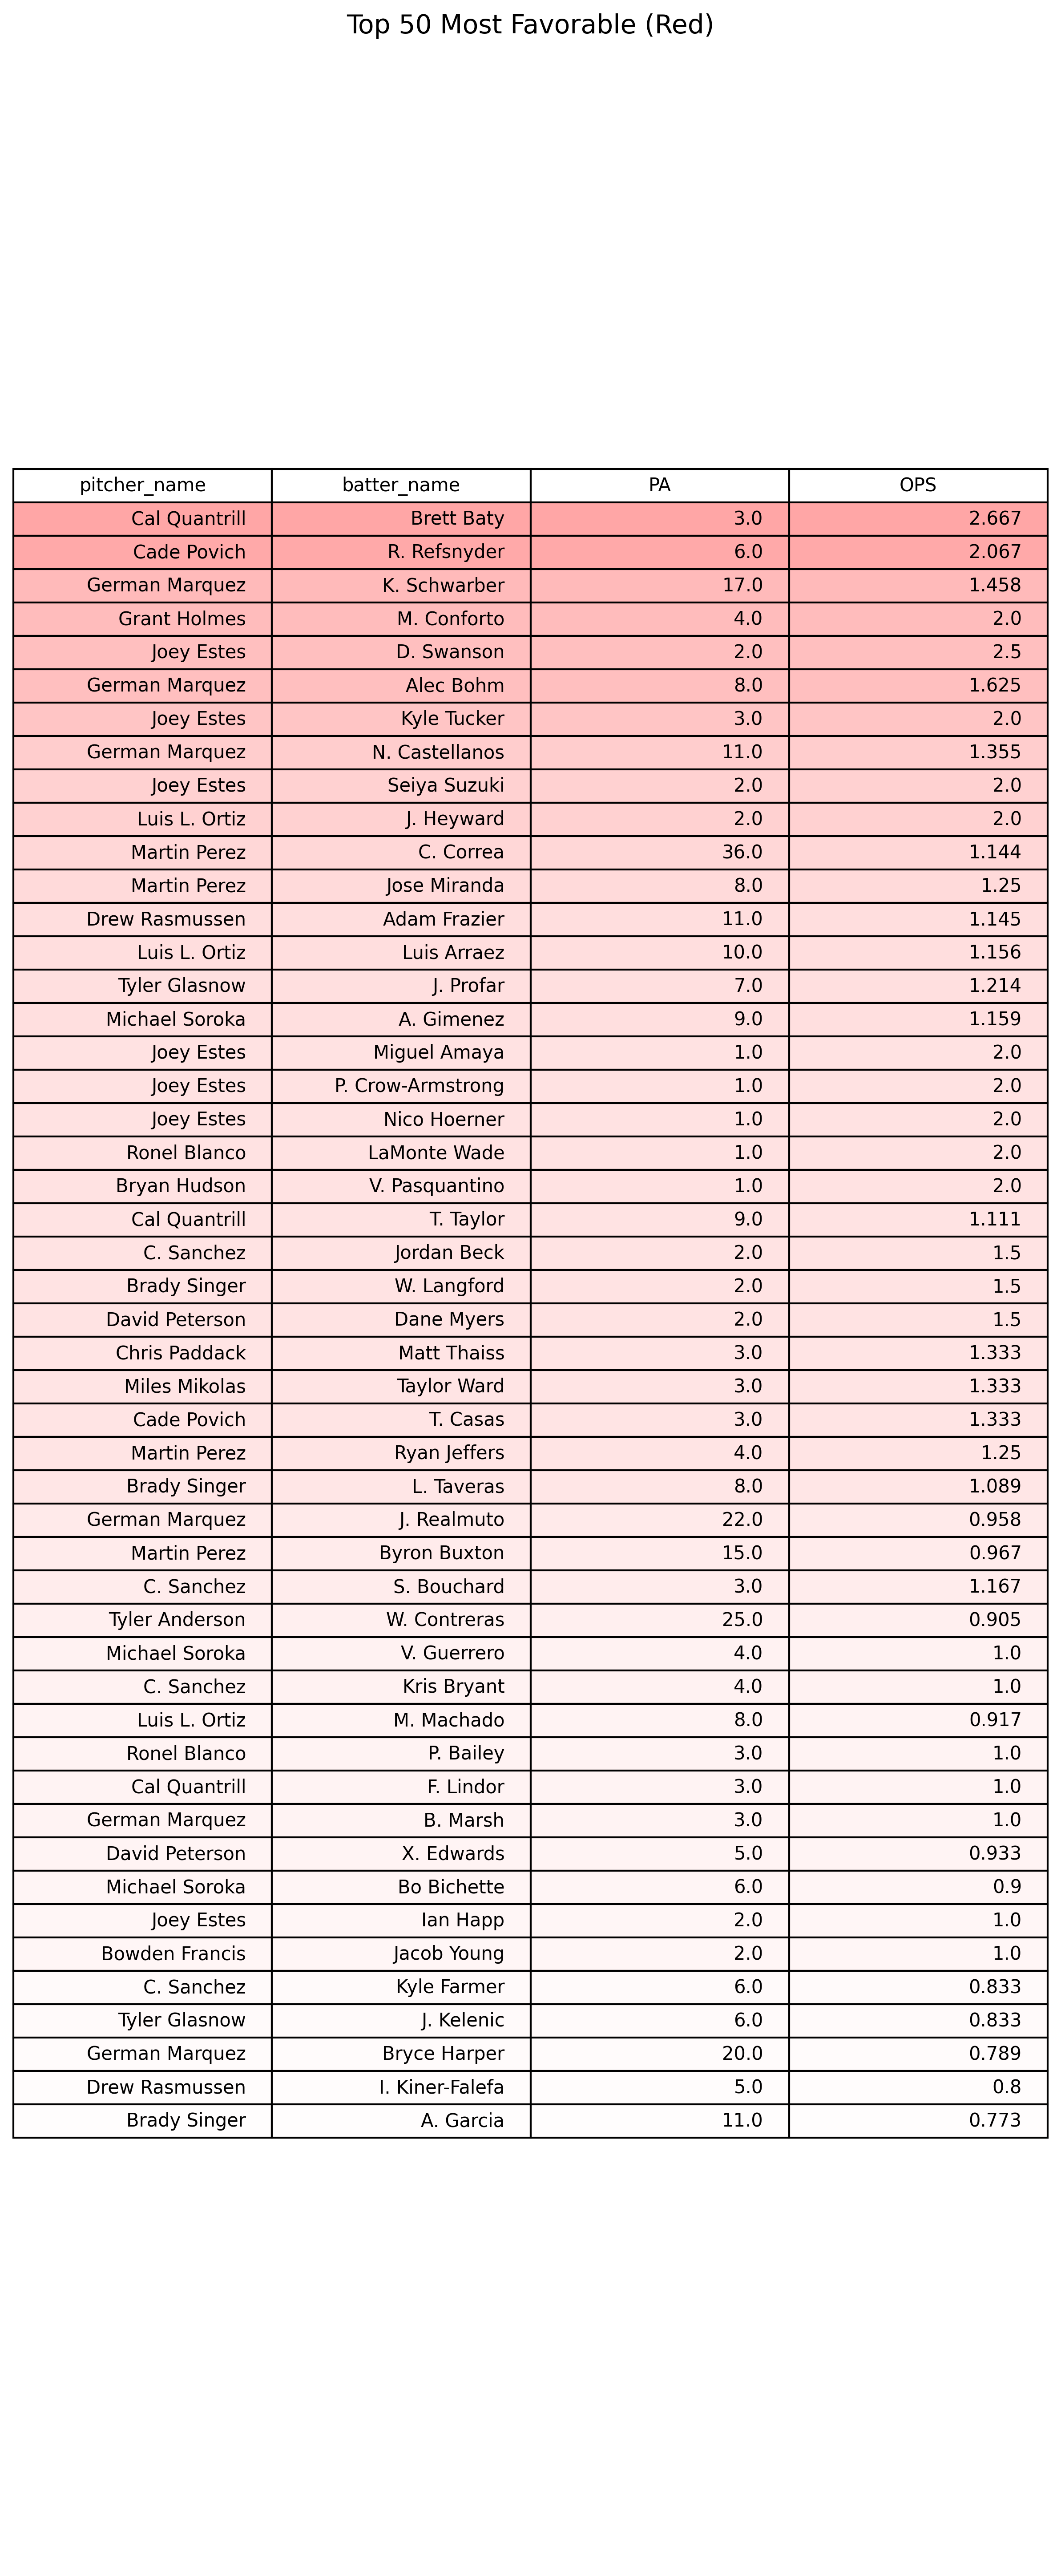 Top 50 Most Favorable (Red)
pitcher_name batter_name PA OPS
Cal Quantrill Brett Baty 3.0 2.667
Cade Povich R. Refsnyder 6.0 2.067
German Marquez K. Schwarber 17.0 1.458
Grant Holmes M. Conforto 4.0 2.0
Joey Estes D. Swanson 2.0 2.5
German Marquez Alec Bohm 8.0 1.625
Joey Estes Kyle Tucker 3.0 2.0
German Marquez N. Castellanos 11.0 1.355
Joey Estes Seiya Suzuki 2.0 2.0
Luis L. Ortiz J. Heyward 2.0 2.0
Martin Perez C. Correa 36.0 1.144
Martin Perez Jose Miranda 8.0 1.25
Drew Rasmussen Adam Frazier 11.0 1.145
Luis L. Ortiz Luis Arraez 10.0 1.156
Tyler Glasnow J. Profar 7.0 1.214
Michael Soroka A. Gimenez 9.0 1.159
Joey Estes Miguel Amaya 1.0 2.0
Joey Estes P. Crow-Armstrong 1.0 2.0
Joey Estes Nico Hoerner 1.0 2.0
Ronel Blanco LaMonte Wade 1.0 2.0
Bryan Hudson V. Pasquantino 1.0 2.0
Cal Quantrill T. Taylor 9.0 1.111
C. Sanchez Jordan Beck 2.0 1.5
Brady Singer W. Langford 2.0 1.5
David Peterson Dane Myers 2.0 1.5
Chris Paddack Matt Thaiss 3.0 1.333
Miles Mikolas Taylor Ward 3.0 1.333
Cade Povich T. Casas 3.0 1.333
Martin Perez Ryan Jeffers 4.0 1.25
Brady Singer L. Taveras 8.0 1.089
German Marquez J. Realmuto 22.0 0.958
Martin Perez Byron Buxton 15.0 0.967
C. Sanchez S. Bouchard 3.0 1.167
Tyler Anderson W. Contreras 25.0 0.905
Michael Soroka V. Guerrero 4.0 1.0
C. Sanchez Kris Bryant 4.0 1.0
Luis L. Ortiz M. Machado 8.0 0.917
Ronel Blanco P. Bailey 3.0 1.0
Cal Quantrill F. Lindor 3.0 1.0
German Marquez B. Marsh 3.0 1.0
David Peterson X. Edwards 5.0 0.933
Michael Soroka Bo Bichette 6.0 0.9
Joey Estes Ian Happ 2.0 1.0
Bowden Francis Jacob Young 2.0 1.0
C. Sanchez Kyle Farmer 6.0 0.833
Tyler Glasnow J. Kelenic 6.0 0.833
German Marquez Bryce Harper 20.0 0.789
Drew Rasmussen I. Kiner-Falefa 5.0 0.8
Brady Singer A. Garcia 11.0 0.773